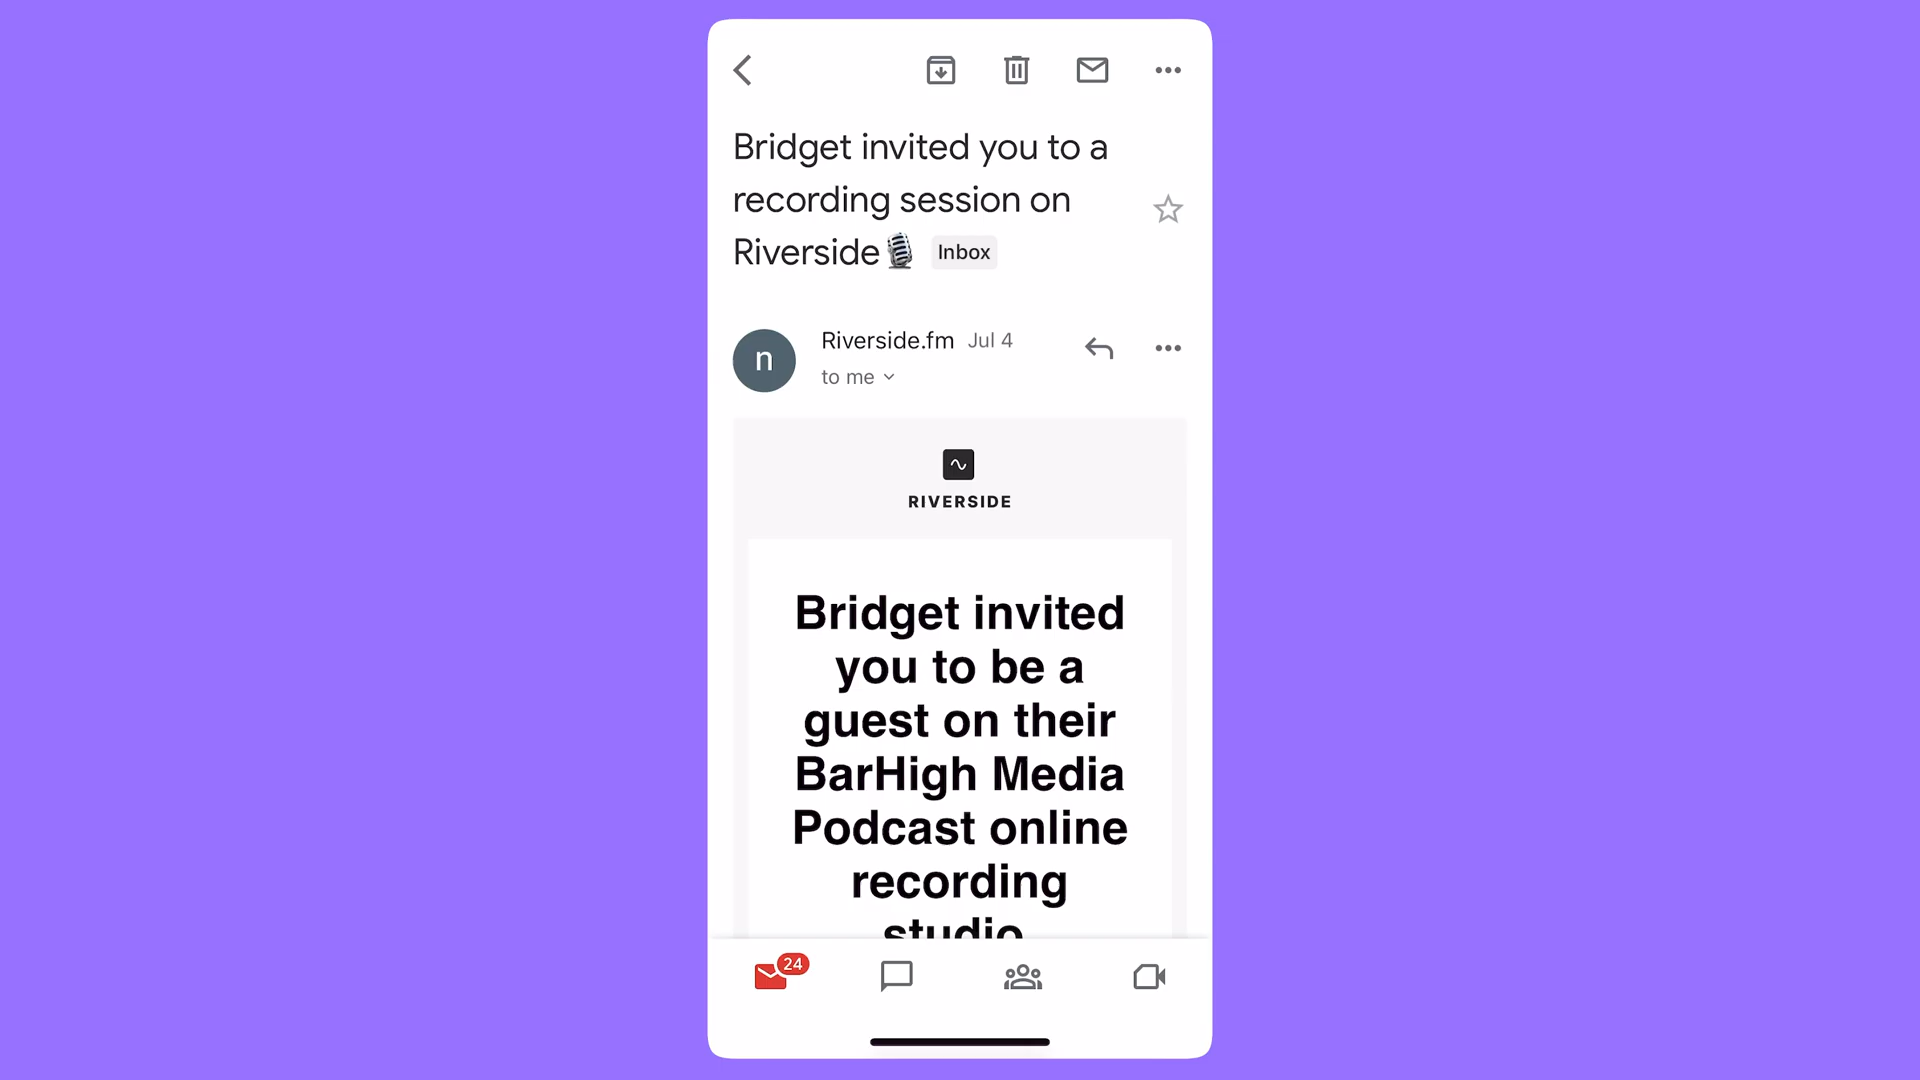 Bridget invited you to a
recording session on
Riverside🎙 Inbox
n
Riverside.fm Jul 4
to me
RIVERSIDE
Bridget invited
you to be a
guest on their
BarHigh Media
Podcast online
recording
studio
24